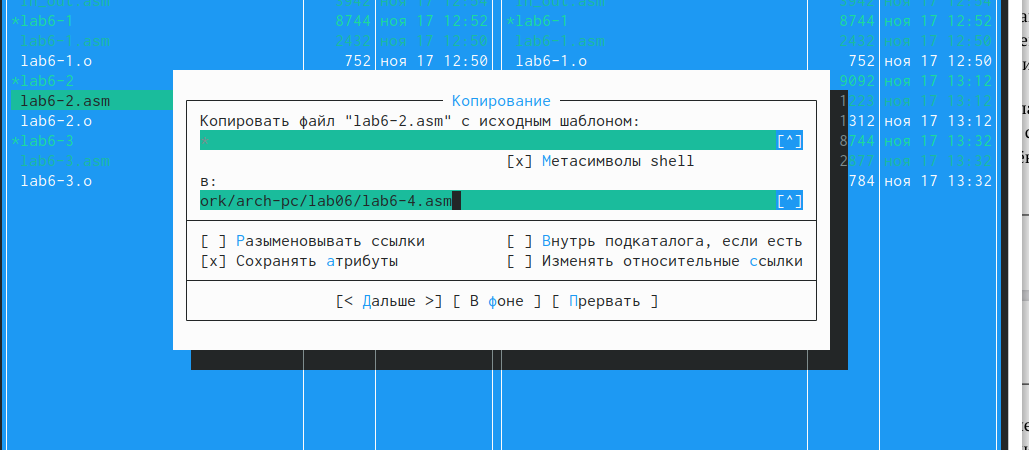 *lab6-1 8744 ноя 17 12:52 *lab6-1 8744 ноя 17 12:52
lab6-1.asm 2432 ноя 17 12:50 lab6-1.asm 2432 ноя 17 12:50
lab6-1.o 752 ноя 17 12:50 lab6-1.o 752 ноя 17 12:50
*lab6-2 9092 ноя 17 13:12
lab6-2.asm 1223 ноя 17 13:12
lab6-2.o 1312 ноя 17 13:12
*lab6-3 8744 ноя 17 13:32
lab6-3.asm ноя 17 13:32
lab6-3.o 784 ноя 17 13:32
Копирование
Копировать файл "lab6-2.asm" с исходным шаблоном:
* [^]
[x] Метасимволы shell
в:
ork/arch-pc/lab06/lab6-4.asm [^]
[ ] Разыменовывать ссылки [ ] Внутрь подкаталога, если есть
[x] Сохранять атрибуты [ ] Изменять относительные ссылки
[< Дальше >] [ В фоне ] [ Прервать ]